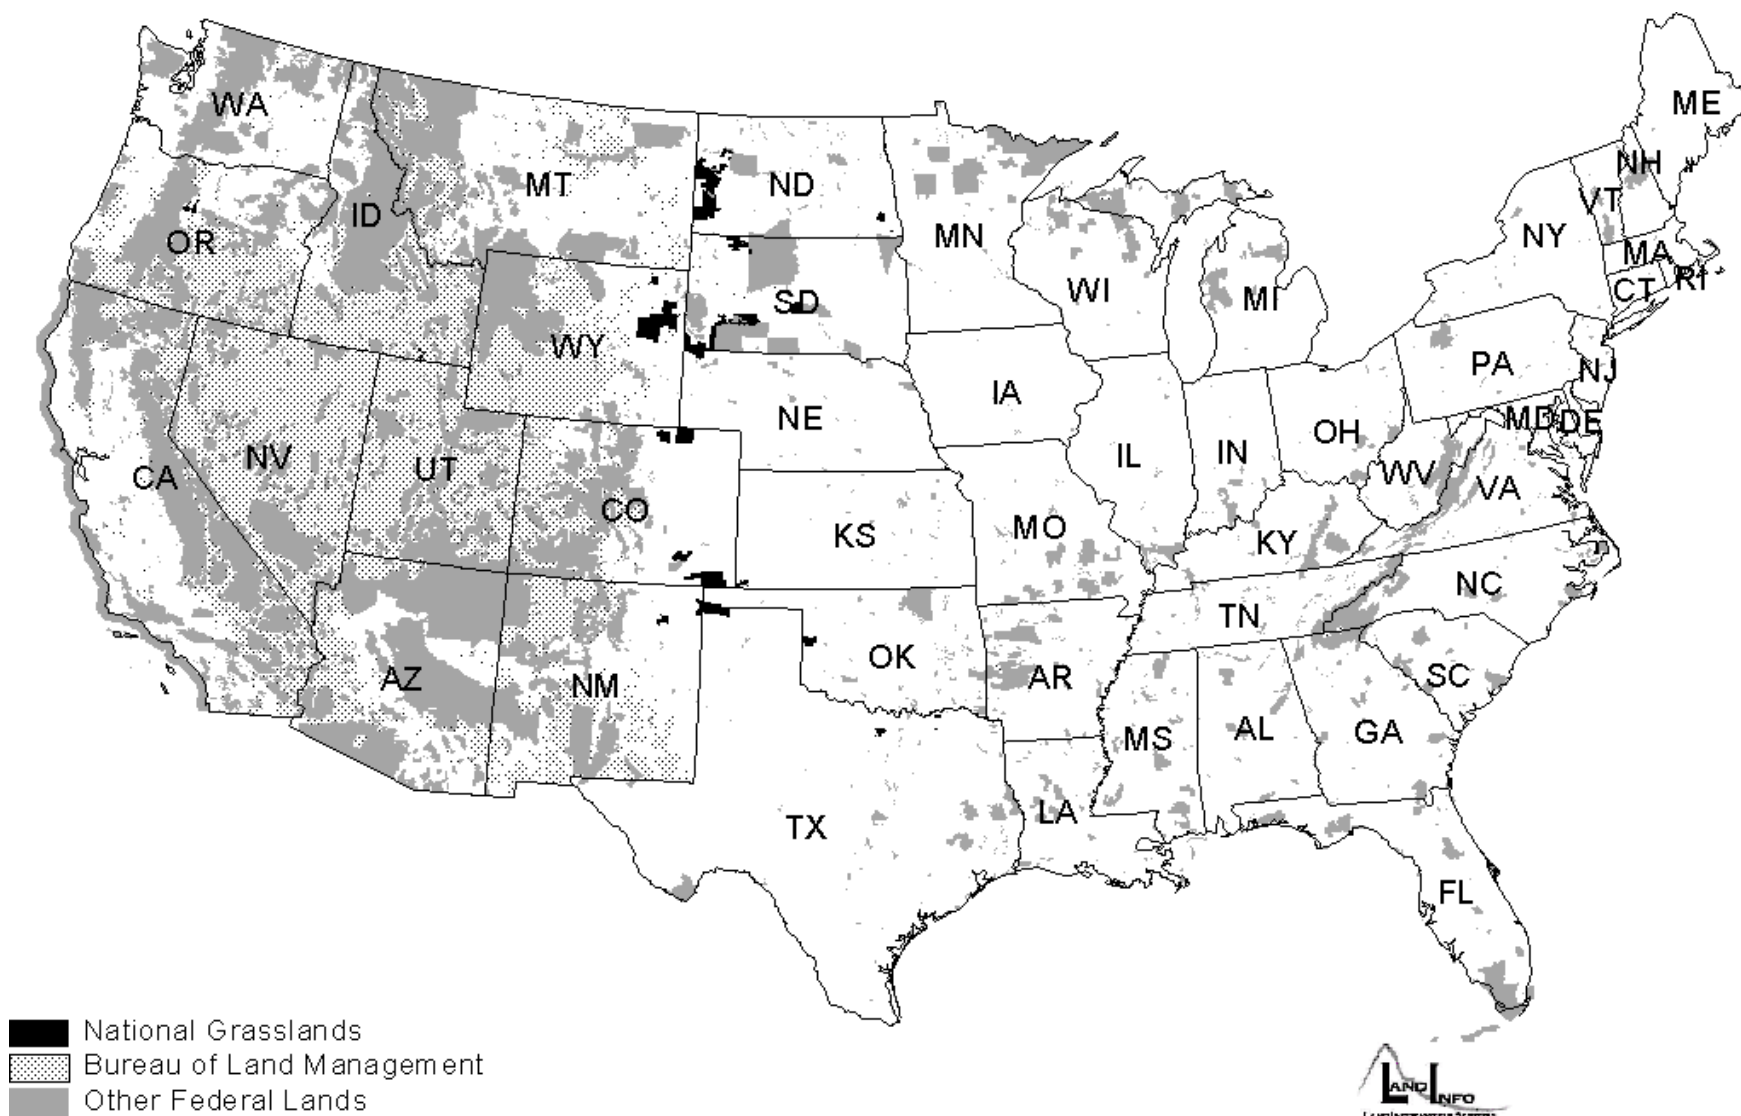 WA
ME
MT
ND
NH
VT
ID
OR
MN
NY
MA
SD
WI
MI
CT
RI
WY
PA
NJ
IA
NE
MD
DE
OH
NV
UT
CA
IL
IN
WV
VA
CO
KS
MO
KY
NC
TN
OK
AR
SC
AZ
NM
MS
AL
GA
TX
LA
FL
National Grasslands
Bureau of Land Management
Other Federal Lands
LAND INFO